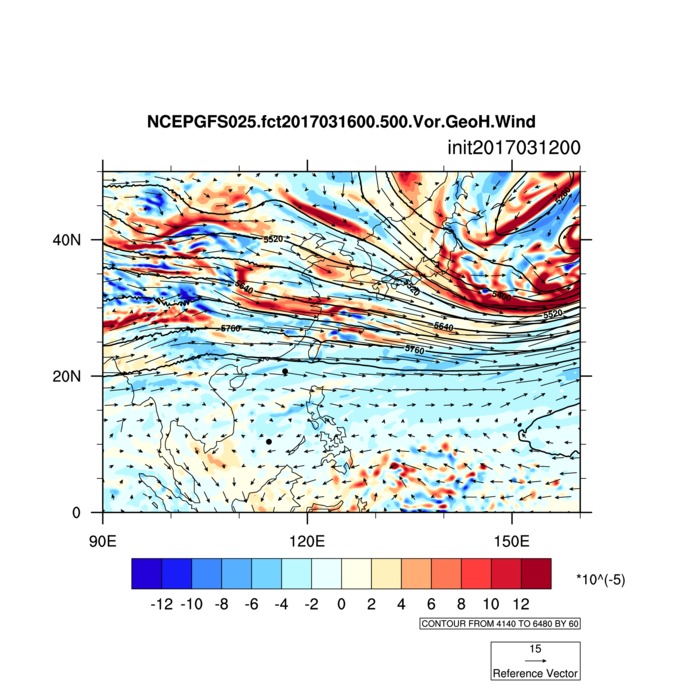 NCEPGFS025.fct2017031600.500.Vor.GeoH.Wind
init2017031200
5280
40N
5520
5640
5520
5400
5520
5640
5760
5760
20N
0
90E 120E 150E
-12 -10 -8 -6 -4 -2 0 2 4 6 8 10 12 *10^(-5)
CONTOUR FROM 4140 TO 6480 BY 60
15
Reference Vector